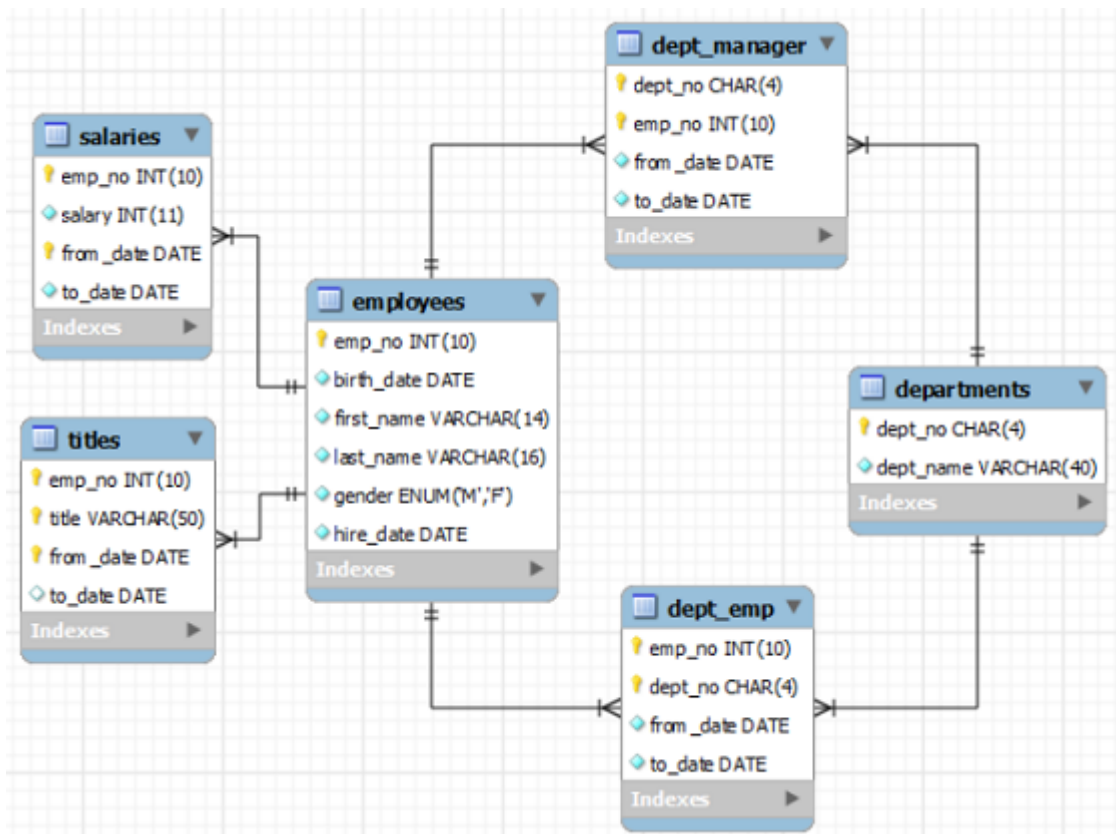 dept_manager
dept_no CHAR(4)
emp_no INT(10)
from_date DATE
to_date DATE
Indexes
salaries
emp_no INT(10)
salary INT(11)
from_date DATE
to_date DATE
Indexes
employees
emp_no INT(10)
birth_date DATE
first_name VARCHAR(14)
last_name VARCHAR(16)
gender ENUM('M','F')
hire_date DATE
Indexes
departments
dept_no CHAR(4)
dept_name VARCHAR(40)
Indexes
titles
emp_no INT(10)
title VARCHAR(50)
from_date DATE
to_date DATE
Indexes
dept_emp
emp_no INT(10)
dept_no CHAR(4)
from_date DATE
to_date DATE
Indexes